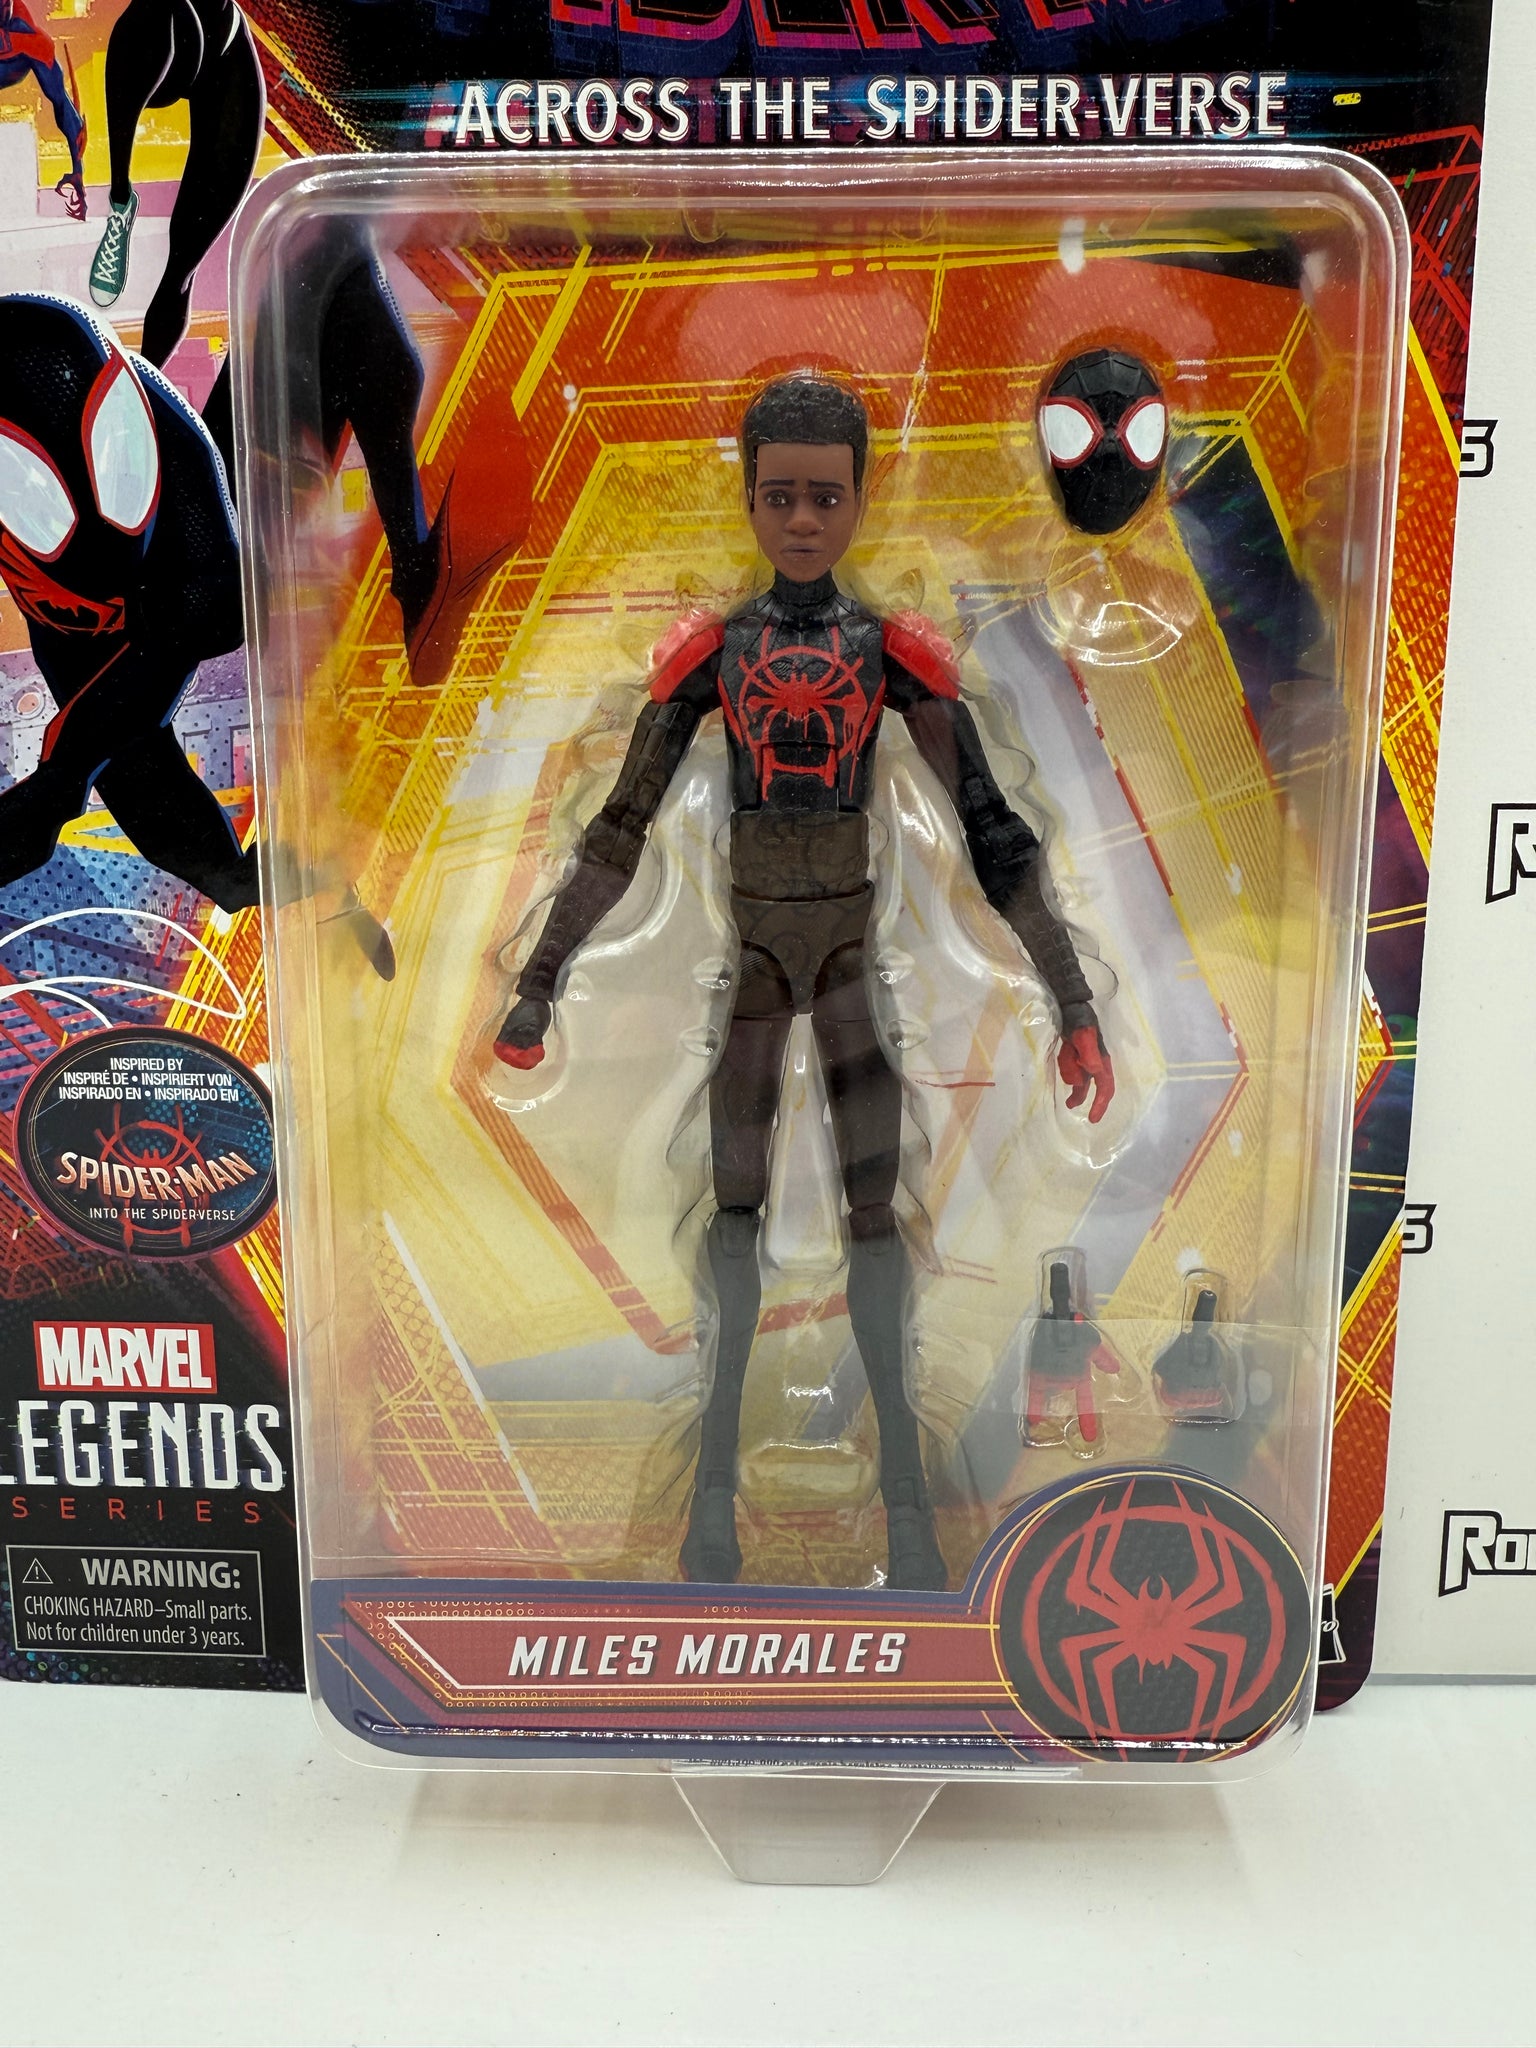 ACROSS THE SPIDER-VERSE
INSPIRED BY
INSPIRÉ DE • INSPIRIERT VON
INSPIRADO EN • INSPIRADO EM
SPIDER-MAN
INTO THE SPIDER-VERSE
MARVEL
LEGENDS
SERIES
⚠ WARNING:
CHOKING HAZARD–Small parts.
Not for children under 3 years.
MILES MORALES